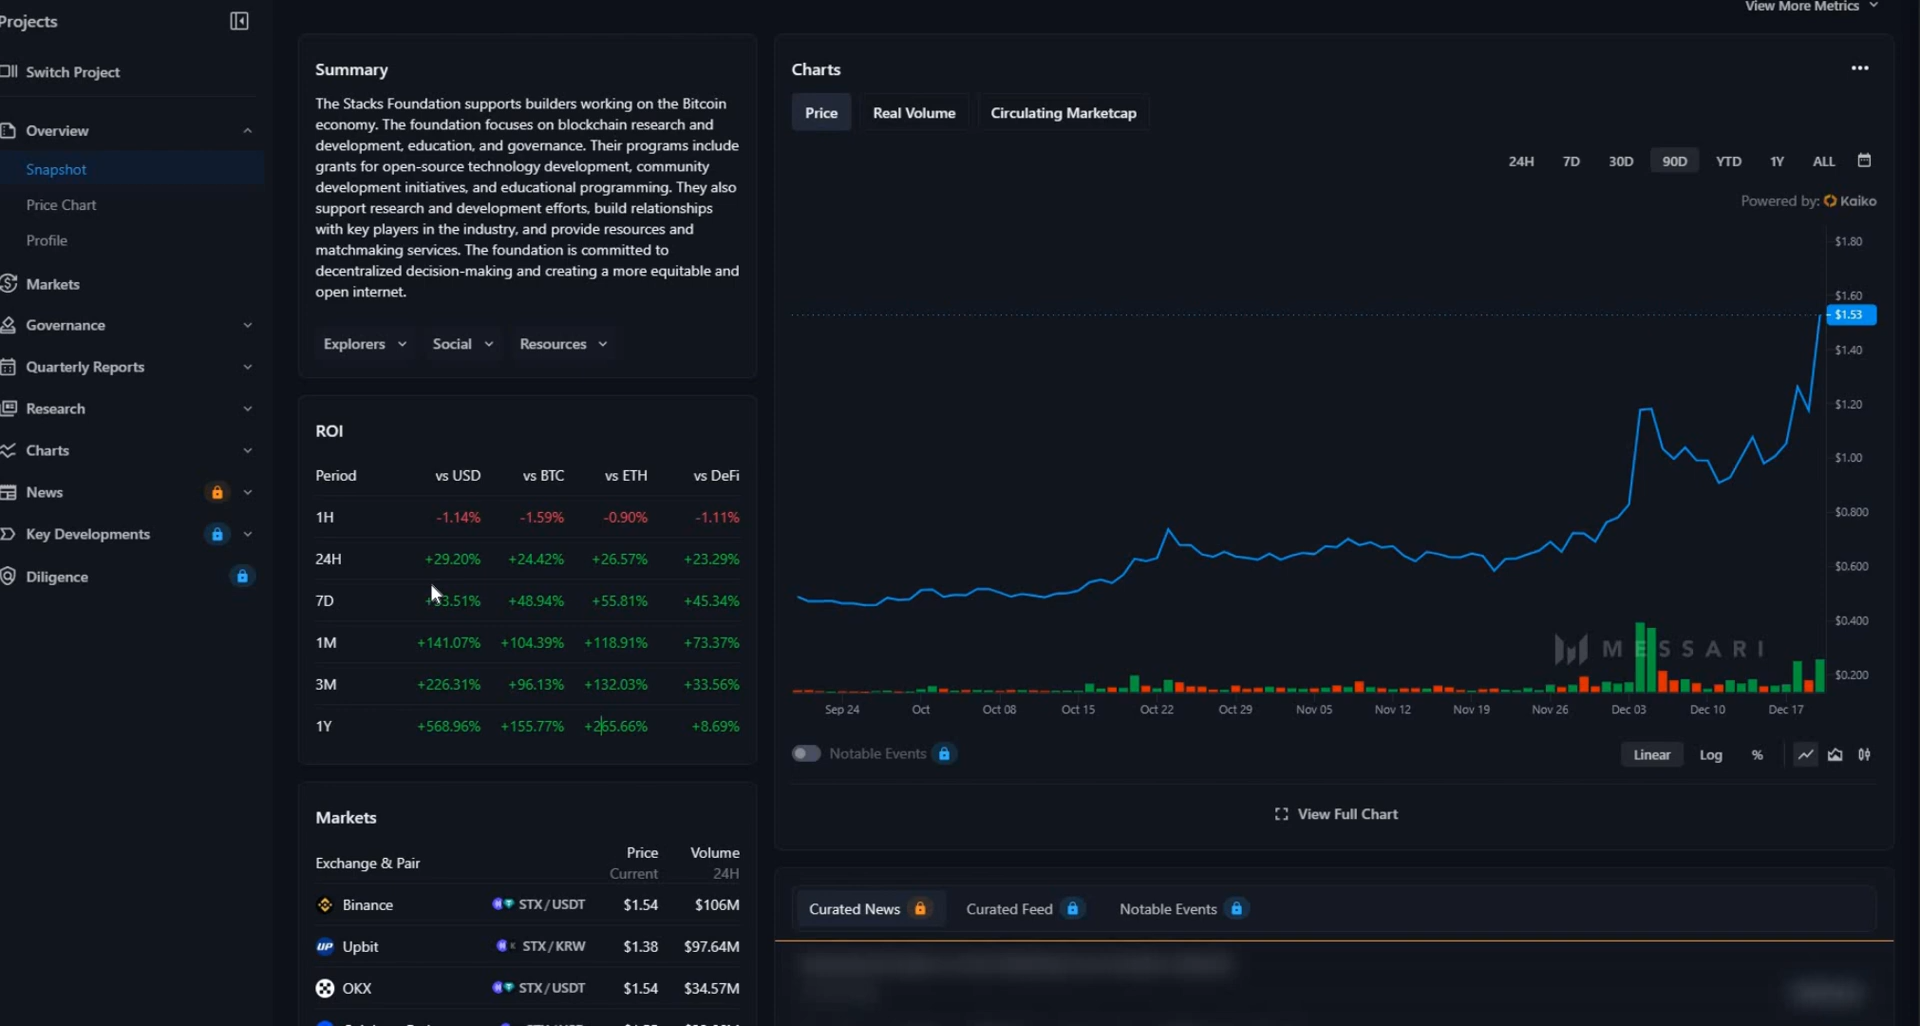 Projects
Switch Project
Overview
Snapshot
Price Chart
Profile
Markets
Governance
Quarterly Reports
Research
Charts
News
Key Developments
Diligence
View More Metrics
Summary
The Stacks Foundation supports builders working on the Bitcoin
economy. The foundation focuses on blockchain research and
development, education, and governance. Their programs include
grants for open-source technology development, community
development initiatives, and educational programming. They also
support research and development efforts, build relationships
with key players in the industry, and provide resources and
matchmaking services. The foundation is committed to
decentralized decision-making and creating a more equitable and
open internet.
Explorers Social Resources
ROI
Period vs USD vs BTC vs ETH vs DeFi
1H -1.14% -1.59% -0.90% -1.11%
24H +29.20% +24.42% +26.57% +23.29%
7D 3.51% +48.94% +55.81% +45.34%
1M +141.07% +104.39% +118.91% +73.37%
3M +226.31% +96.13% +132.03% +33.56%
1Y +568.96% +155.77% +265.66% +8.69%
Markets
Exchange & Pair Price Volume
Current 24H
Binance STX/USDT $1.54 $106M
UP Upbit K STX/KRW $1.38 $97.64M
OKX STX/USDT $1.54 $34.57M
Charts
Price Real Volume Circulating Marketcap
24H 7D 30D 90D YTD 1Y ALL
Powered by: Kaiko
$1.80
$1.60
$1.53
$1.40
$1.20
$1.00
$0.800
$0.600
$0.400
$0.200
MESSARI
Sep 24 Oct Oct 08 Oct 15 Oct 22 Oct 29 Nov 05 Nov 12 Nov 19 Nov 26 Dec 03 Dec 10 Dec 17
Notable Events Linear Log %
View Full Chart
Curated News Curated Feed Notable Events